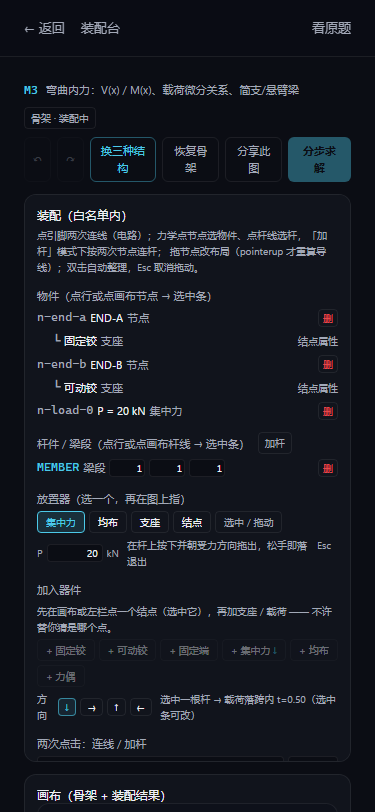 ← 返回 装配台 看原题
M3 弯曲内力：V(x) / M(x)、载荷微分关系、简支/悬臂梁
骨架 · 装配中
↶ ↷ 换三种结构 恢复骨架 分享此图 分步求解
装配（白名单内）
点引脚两次连线（电路）；力学点节点选物件、点杆线选杆，「加
杆」模式下按两次节点连杆； 拖节点改布局（pointerup 才重算导
线）；双击自动整理，Esc 取消拖动。
物件（点行或点画布节点 → 选中条）
n-end-a END-A 节点 删
└ 固定铰 支座 结点属性
n-end-b END-B 节点 删
└ 可动铰 支座 结点属性
n-load-0 P = 20 kN 集中力 删
杆件 / 梁段（点行或点画布杆线 → 选中条） 加杆
MEMBER 梁段 1 1 1 删
放置器（选一个，再在图上指）
集中力 均布 支座 结点 选中 / 拖动
P 20 kN 在杆上按下并朝受力方向拖出，松手即落 Esc
退出
加入器件
先在画布或左栏点一个结点（选中它），再加支座 / 载荷 —— 不许
替你猜是哪个点。
+ 固定铰 + 可动铰 + 固定端 + 集中力↓ + 均布
+ 力偶
方向 ↓ → ↑ ← 选中一根杆 → 载荷落跨内 t=0.50（选中
条可改）
两次点击：连线 / 加杆
画布（骨架 + 装配结果）